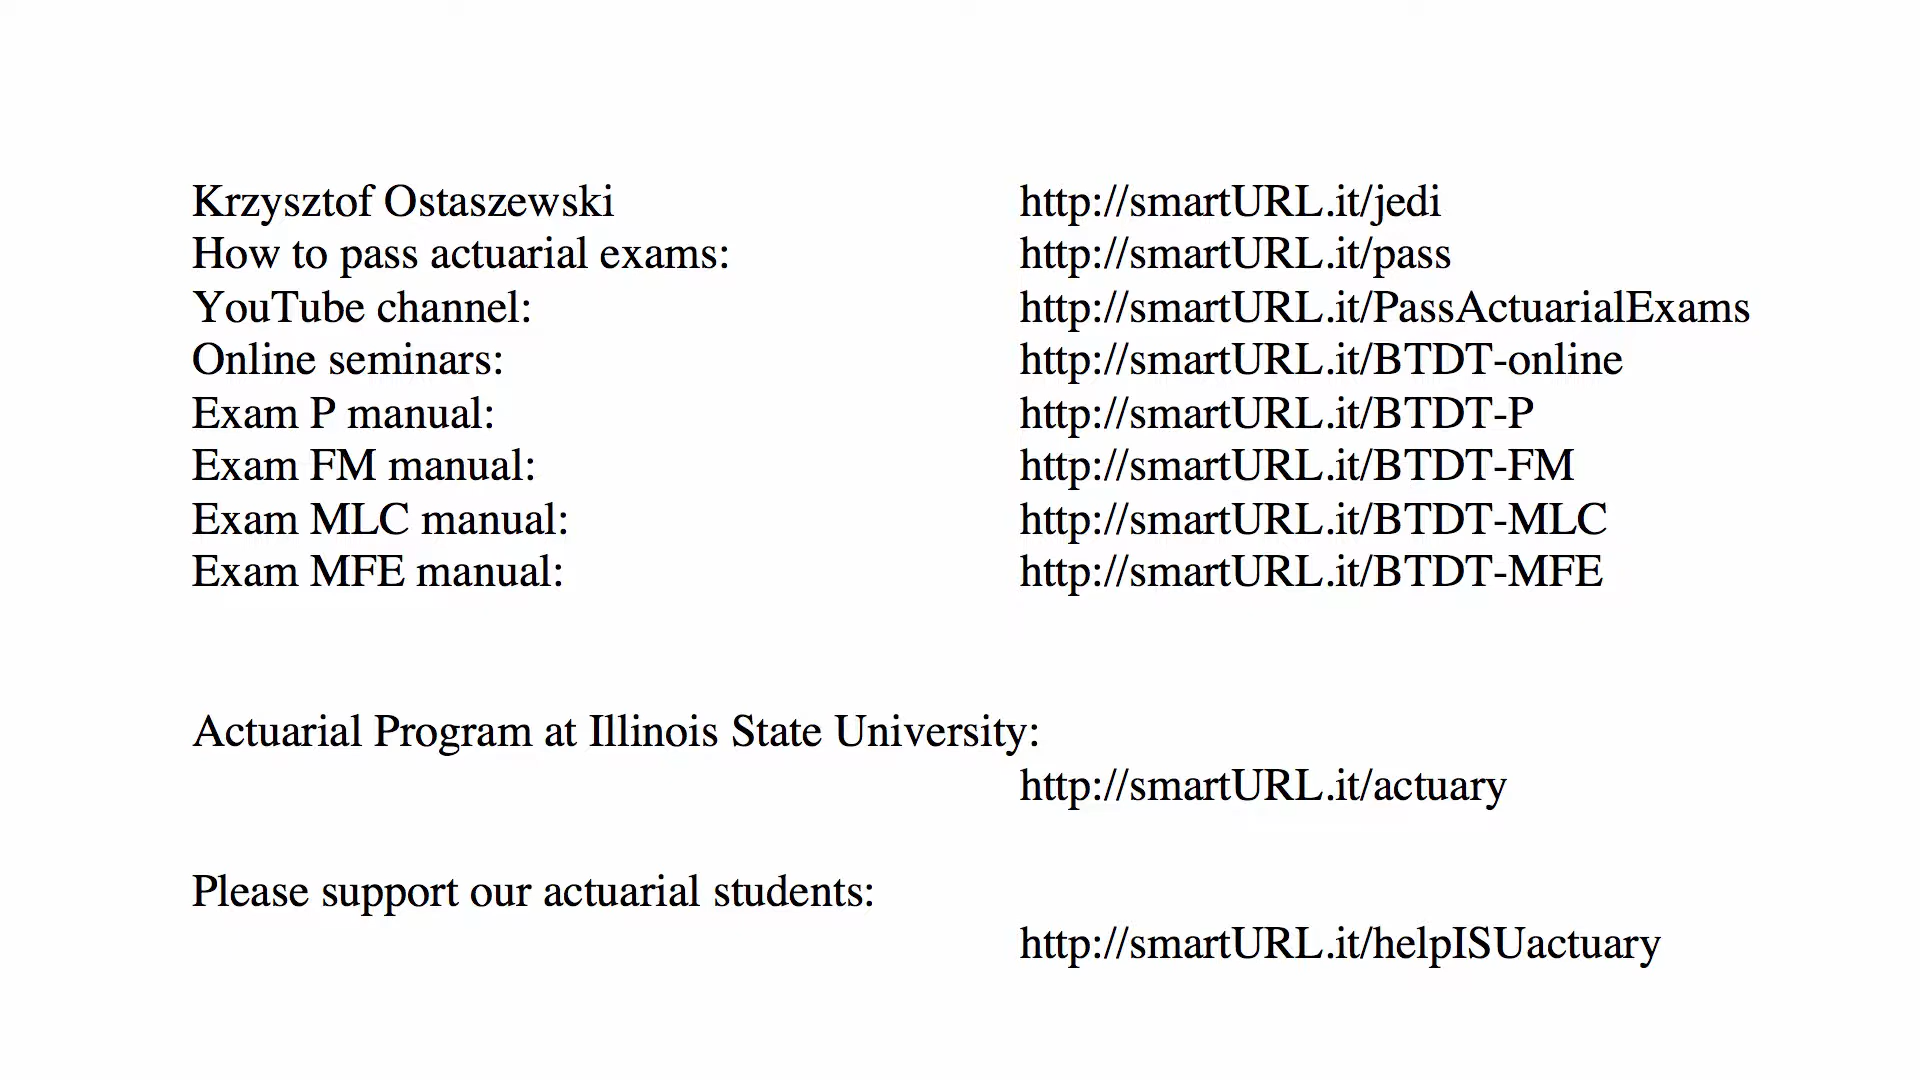 Krzysztof Ostaszewski http://smartURL.it/jedi
How to pass actuarial exams: http://smartURL.it/pass
YouTube channel: http://smartURL.it/PassActuarialExams
Online seminars: http://smartURL.it/BTDT-online
Exam P manual: http://smartURL.it/BTDT-P
Exam FM manual: http://smartURL.it/BTDT-FM
Exam MLC manual: http://smartURL.it/BTDT-MLC
Exam MFE manual: http://smartURL.it/BTDT-MFE
Actuarial Program at Illinois State University:
http://smartURL.it/actuary
Please support our actuarial students:
http://smartURL.it/helpISUactuary